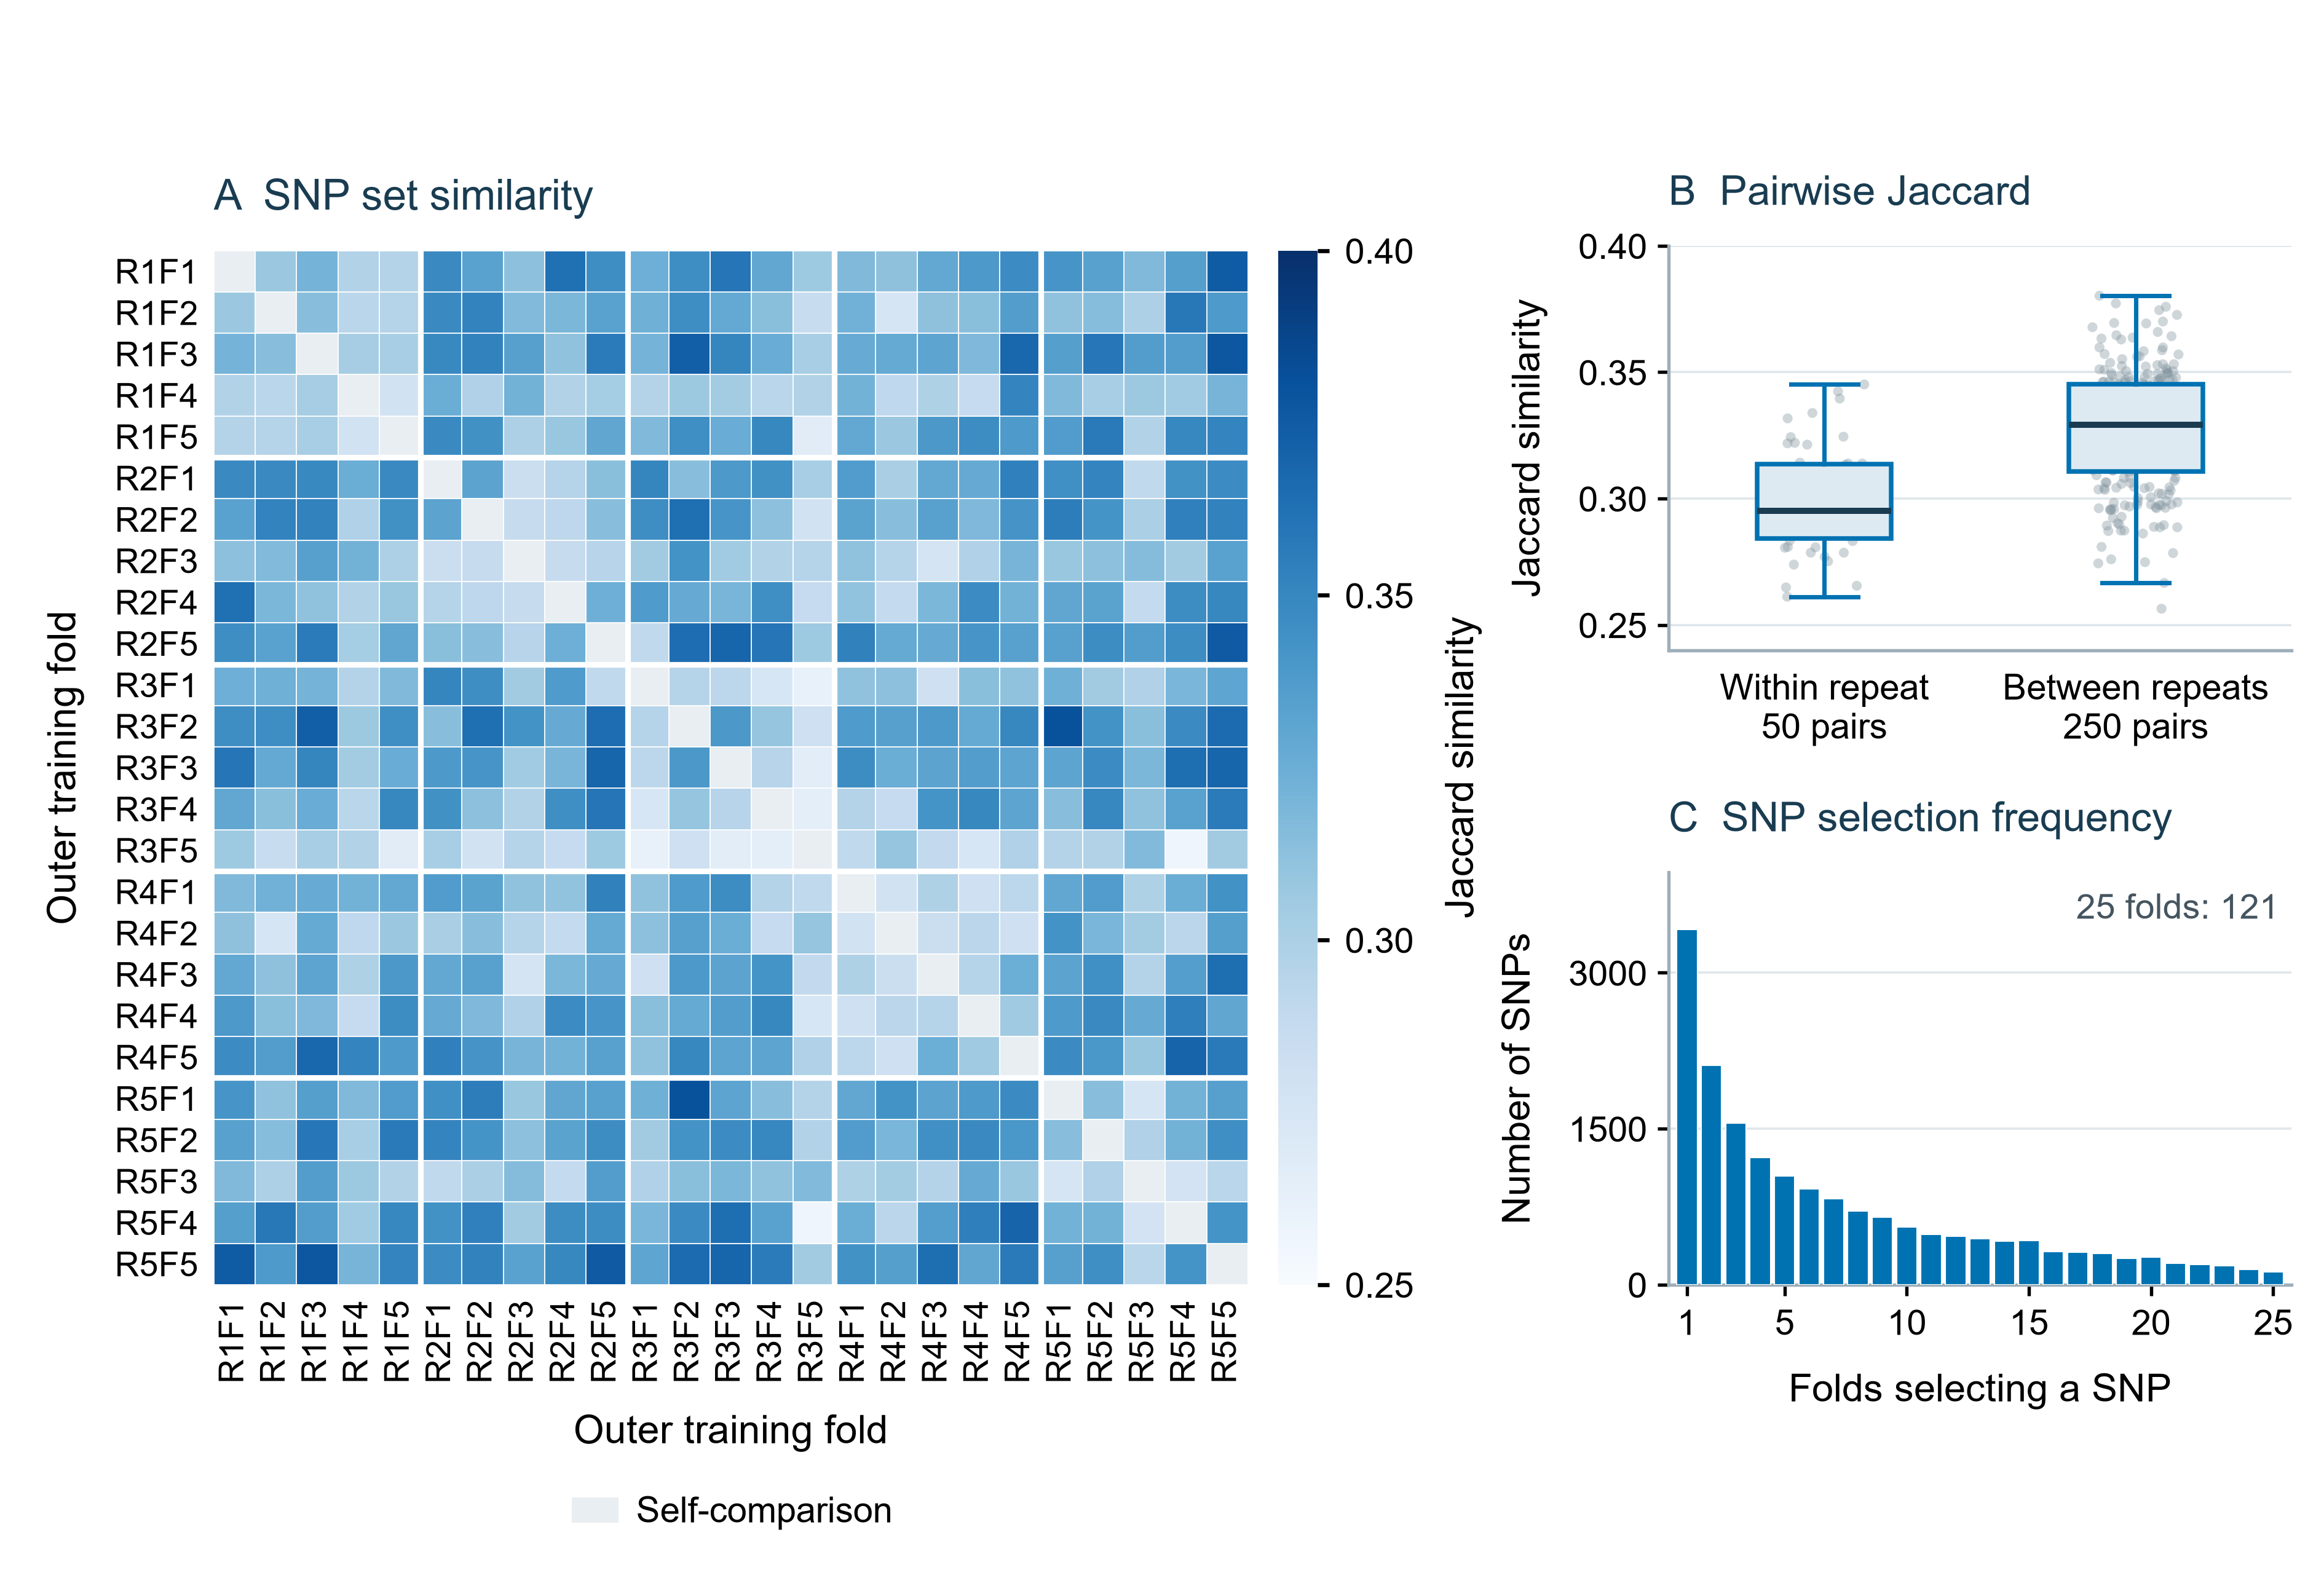 A  SNP set similarity
Outer training fold
R1F1
R1F2
R1F3
R1F4
R1F5
R2F1
R2F2
R2F3
R2F4
R2F5
R3F1
R3F2
R3F3
R3F4
R3F5
R4F1
R4F2
R4F3
R4F4
R4F5
R5F1
R5F2
R5F3
R5F4
R5F5
R1F1
R1F2
R1F3
R1F4
R1F5
R2F1
R2F2
R2F3
R2F4
R2F5
R3F1
R3F2
R3F3
R3F4
R3F5
R4F1
R4F2
R4F3
R4F4
R4F5
R5F1
R5F2
R5F3
R5F4
R5F5
Outer training fold
Self-comparison
0.40
0.35
0.30
0.25
Jaccard similarity
B  Pairwise Jaccard
Jaccard similarity
0.40
0.35
0.30
0.25
Within repeat
50 pairs
Between repeats
250 pairs
C  SNP selection frequency
25 folds: 121
Number of SNPs
3000
1500
0
1
5
10
15
20
25
Folds selecting a SNP